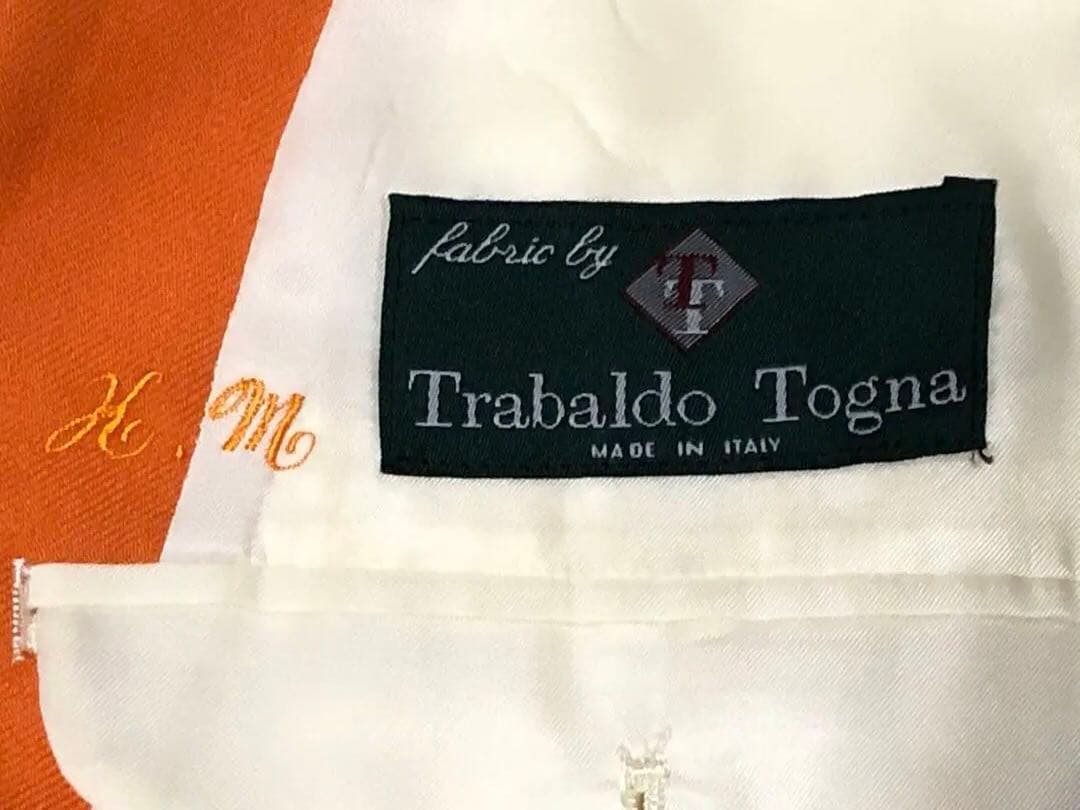 fabric by
TT
Trabaldo Togna
MADE IN ITALY
H.M